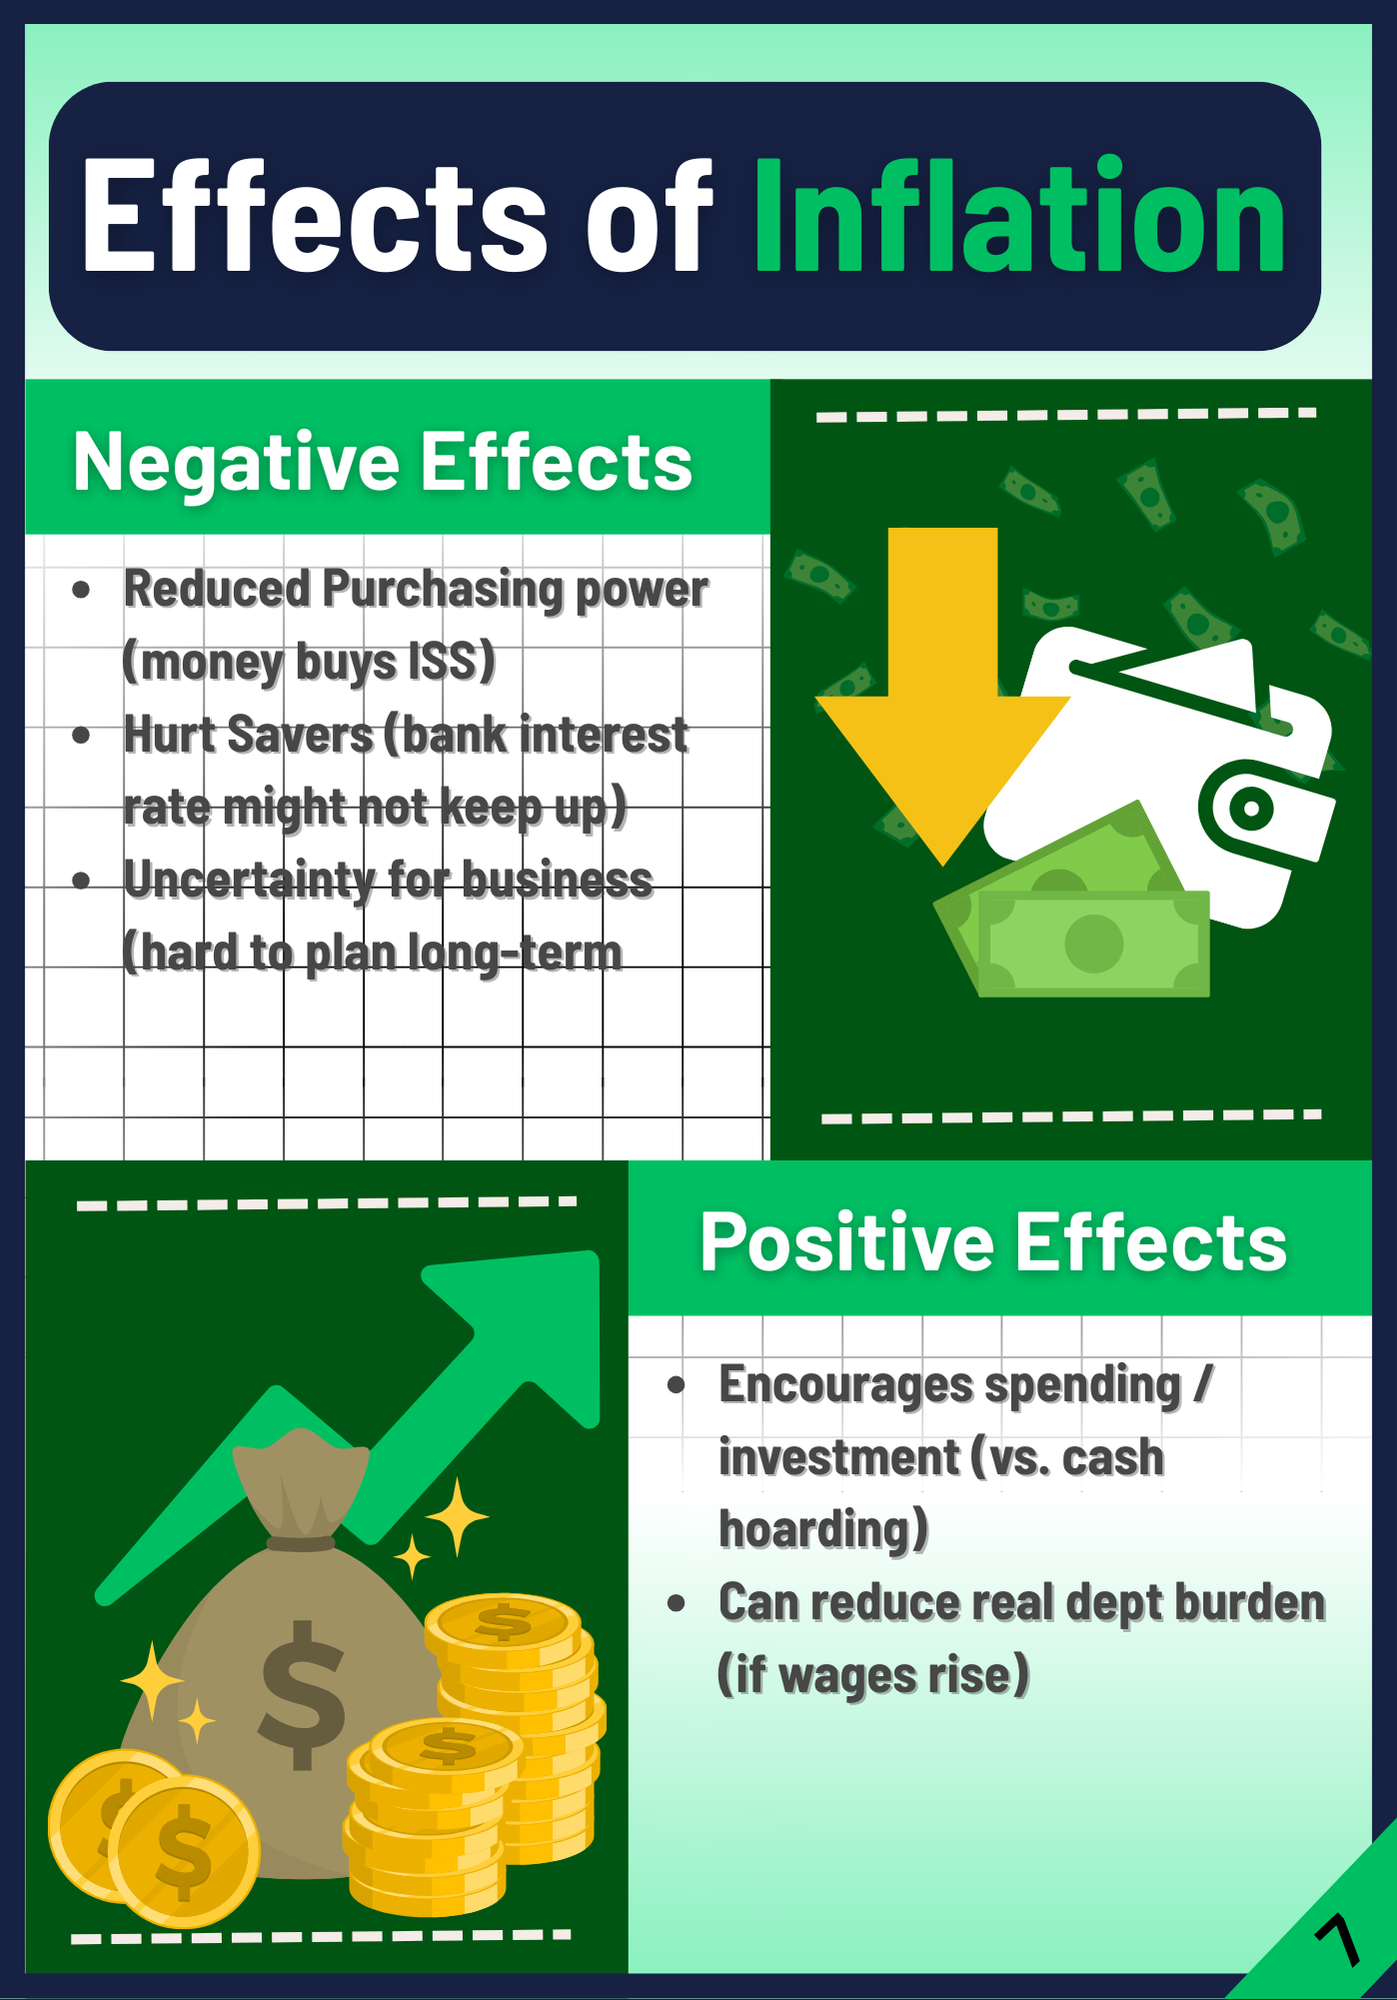 Effects of Inflation
Negative Effects
• Reduced Purchasing power
(money buys lSS)
• Hurt Savers (bank interest
rate might not keep up)
• Uncertainty for business
(hard to plan long-term
$
$
$
$
$
Positive Effects
• Encourages spending /
investment (vs. cash
hoarding)
• Can reduce real dept burden
(if wages rise)
7